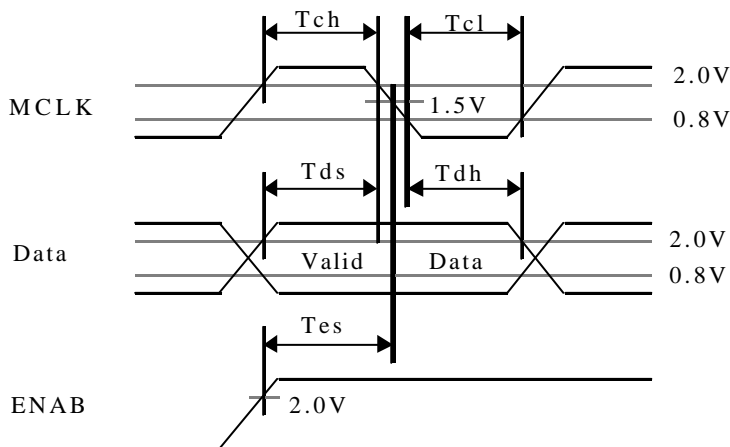 Tch Tcl
2.0V
MCLK 1.5V
0.8V
Tds Tdh
2.0V
Data Valid Data
0.8V
Tes
ENAB 2.0V